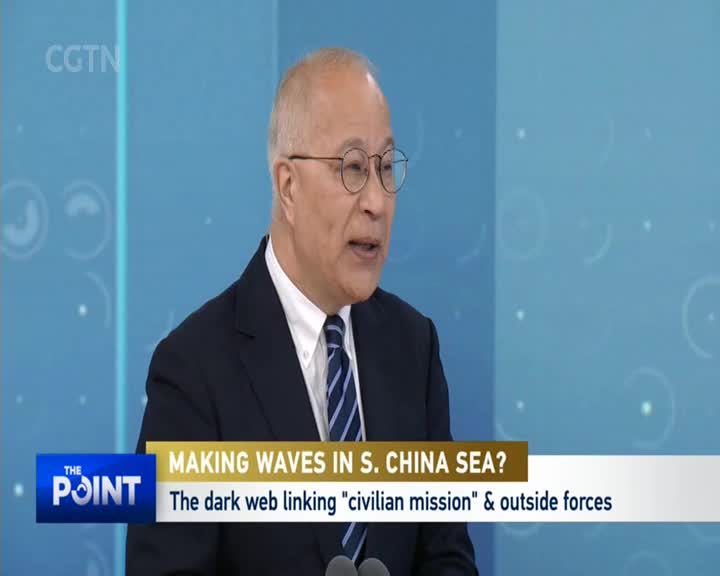 CGTN
MAKING WAVES IN S. CHINA SEA?
THE
POINT
The dark web linking "civilian mission" & outside forces